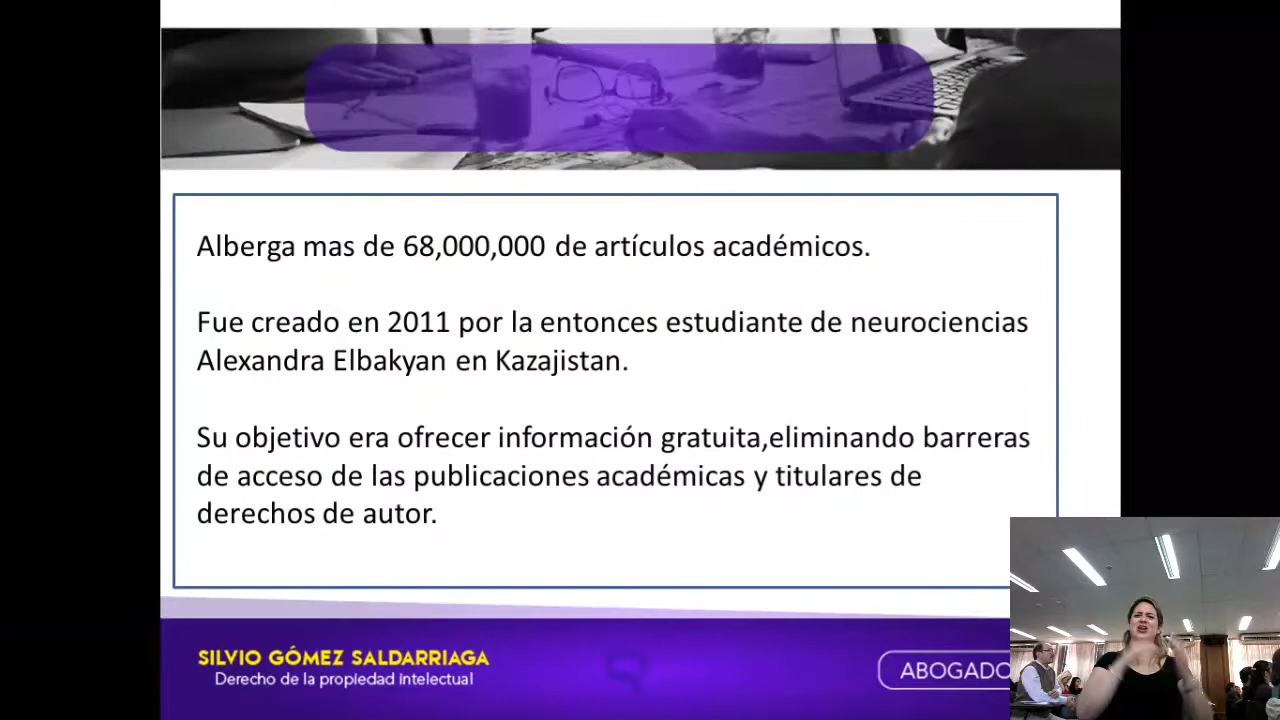 Alberga mas de 68,000,000 de artículos académicos.
Fue creado en 2011 por la entonces estudiante de neurociencias
Alexandra Elbakyan en Kazajistan.
Su objetivo era ofrecer información gratuita,eliminando barreras
de acceso de las publicaciones académicas y titulares de
derechos de autor.
SILVIO GÓMEZ SALDARRIAGA
Derecho de la propiedad intelectual
ABOGADO